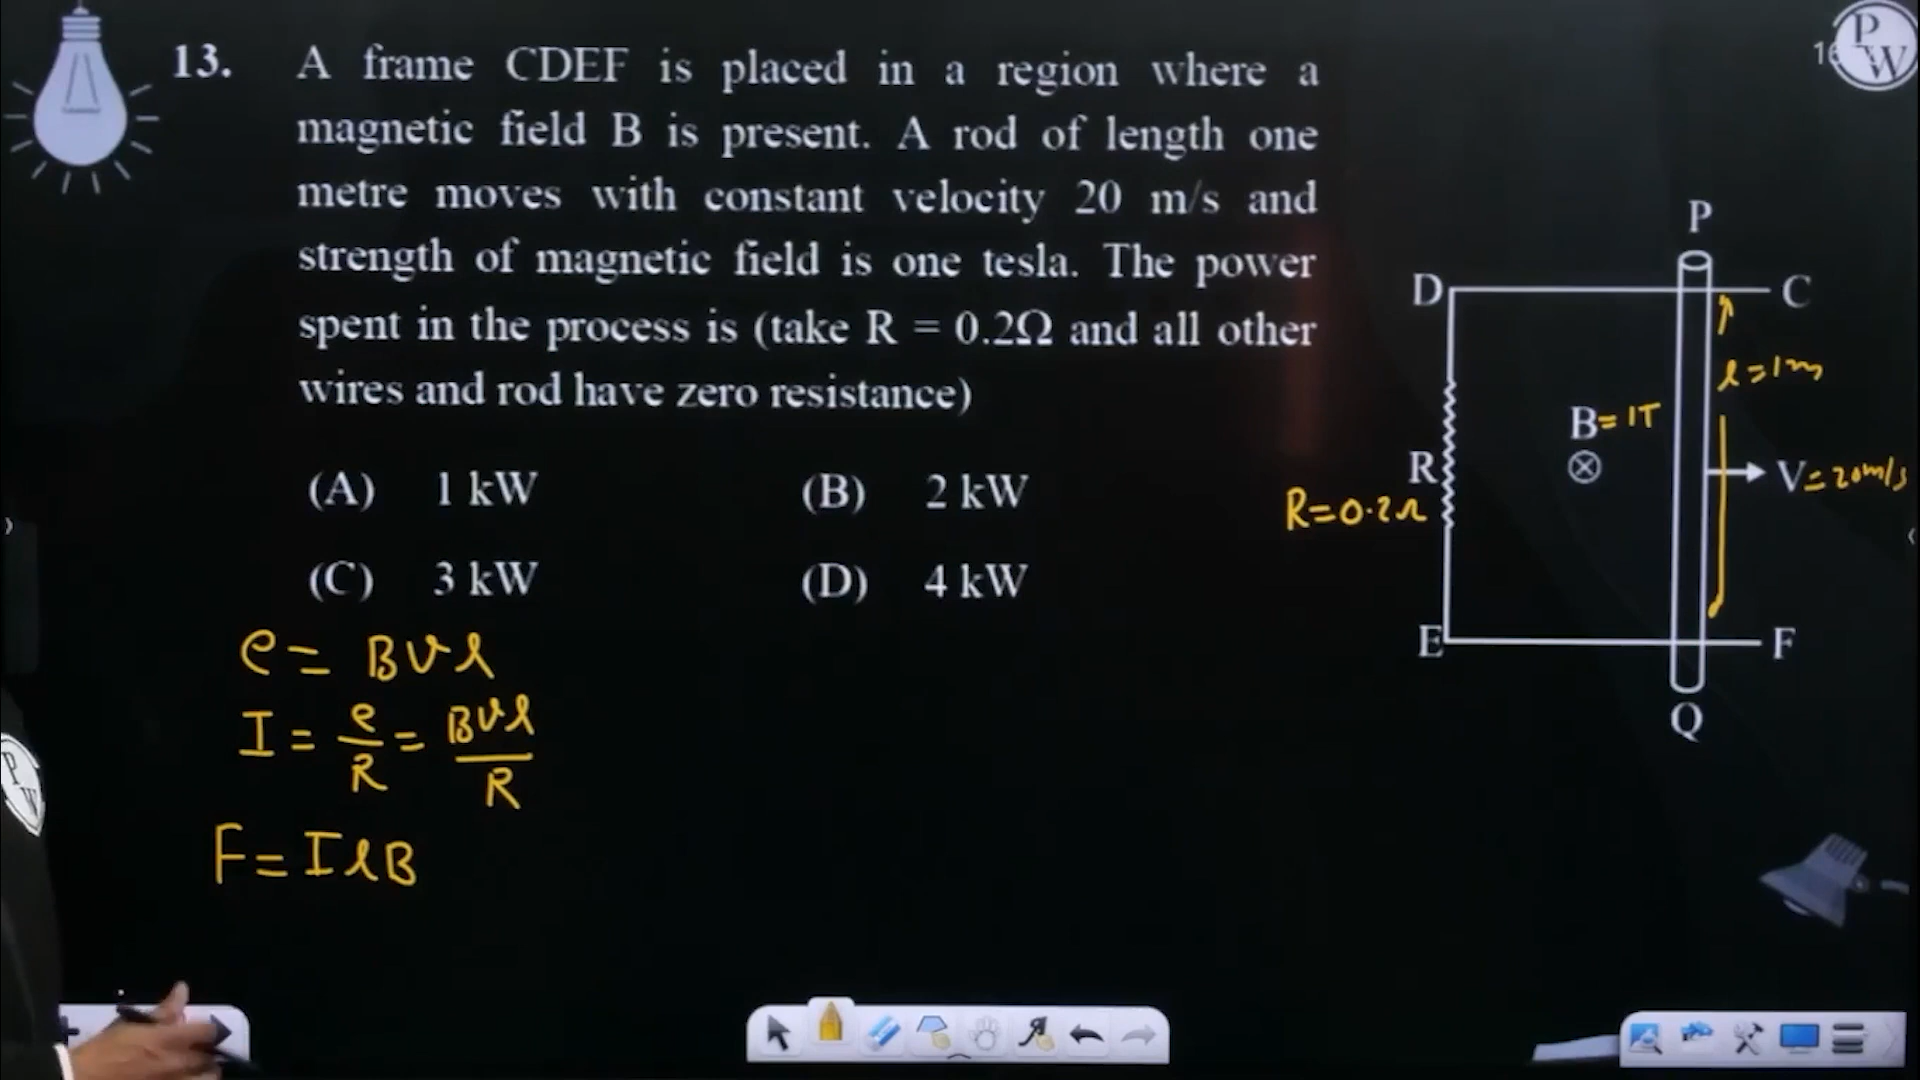 13. A frame CDEF is placed in a region where a
magnetic field B is present. A rod of length one
metre moves with constant velocity 20 m/s and
strength of magnetic field is one tesla. The power
spent in the process is (take R = 0.2Ω and all other
wires and rod have zero resistance)
(A) 1 kW (B) 2 kW
(C) 3 kW (D) 4 kW
e = Bvl
I = e/R = Bvl/R
F = IlB
P
D
C
l = 1m
B = 1T
R
V = 20m/s
R = 0.2Ω
E
F
Q
PW
PW